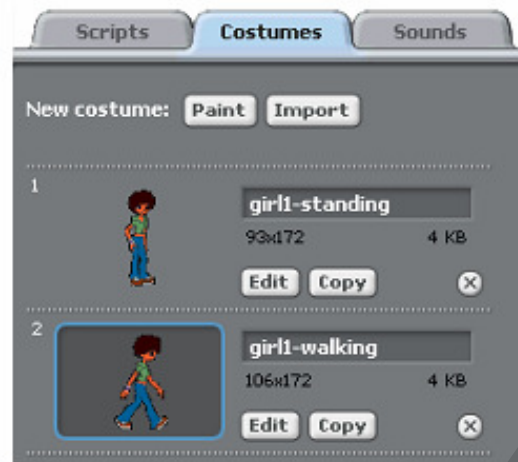 Scripts Costumes Sounds
New costume: Paint Import
1
girl1-standing
93x172 4 KB
Edit Copy
2
girl1-walking
106x172 4 KB
Edit Copy